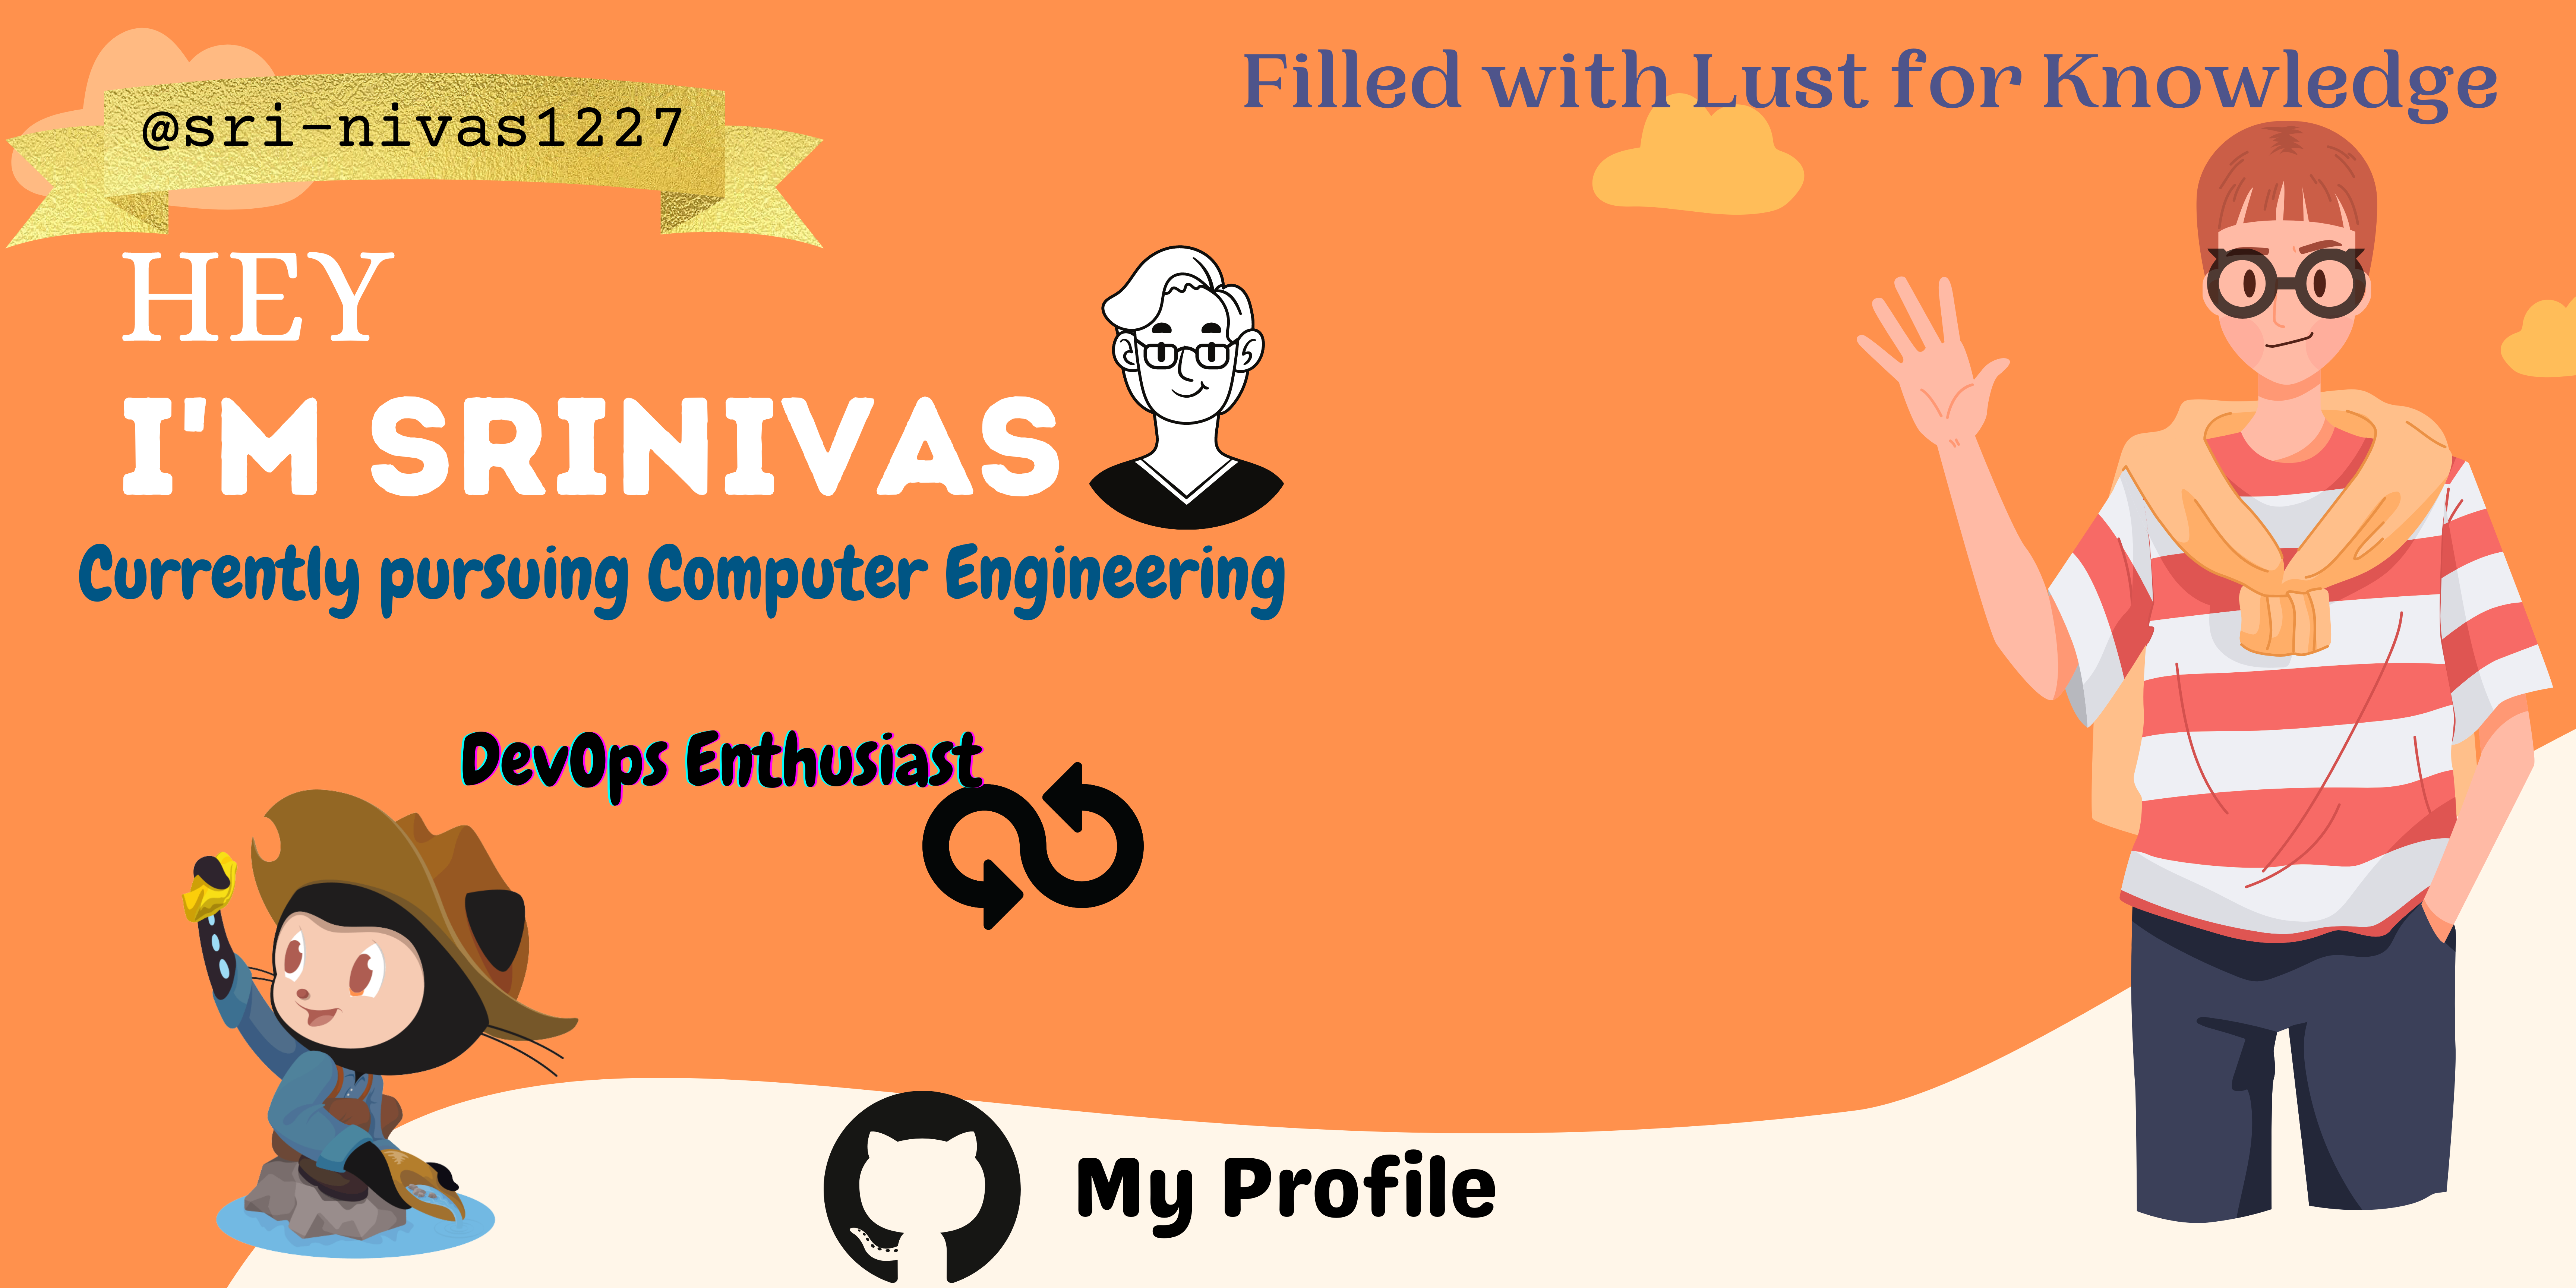 @sri-nivas1227
Filled with Lust for Knowledge
HEY
I'M SRINIVAS
Currently pursuing Computer Engineering
DevOps Enthusiast
My Profile